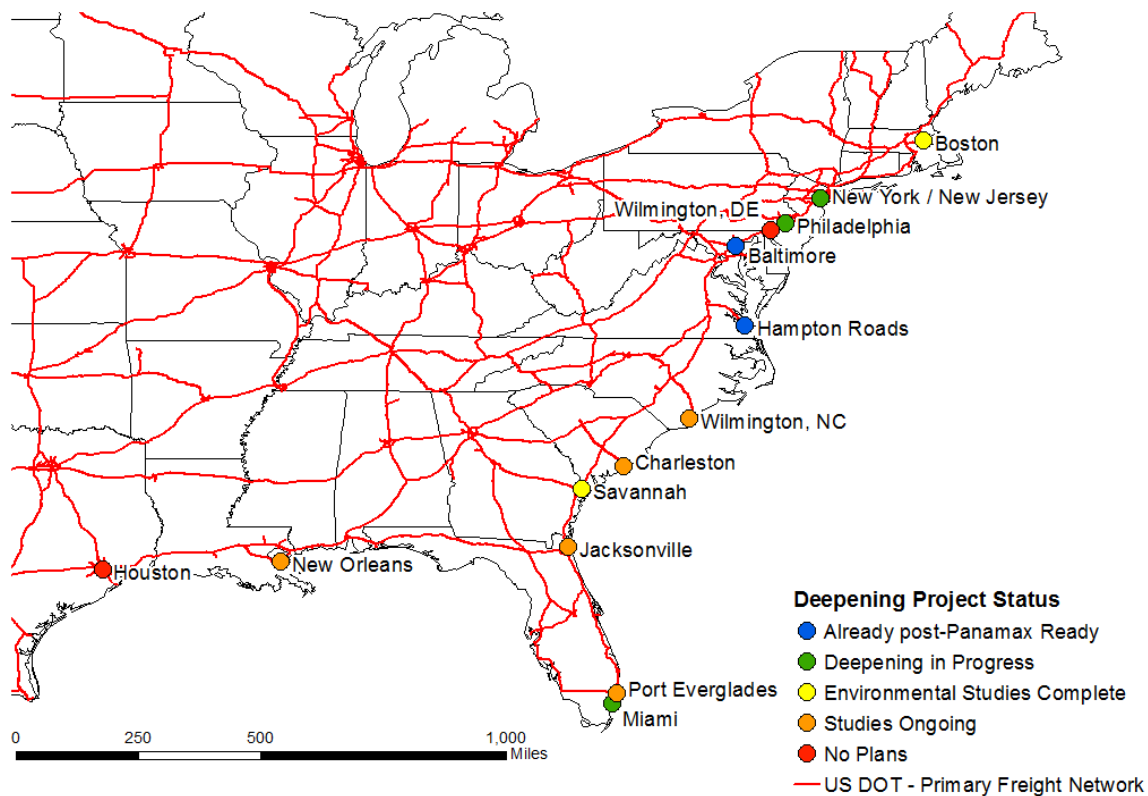 Boston
New York / New Jersey
Wilmington, DE
Philadelphia
Baltimore
Hampton Roads
Wilmington, NC
Charleston
Savannah
Jacksonville
New Orleans
Houston
Port Everglades
Miami
Deepening Project Status
Already post-Panamax Ready
Deepening in Progress
Environmental Studies Complete
Studies Ongoing
No Plans
US DOT - Primary Freight Network
0 250 500 1,000
Miles